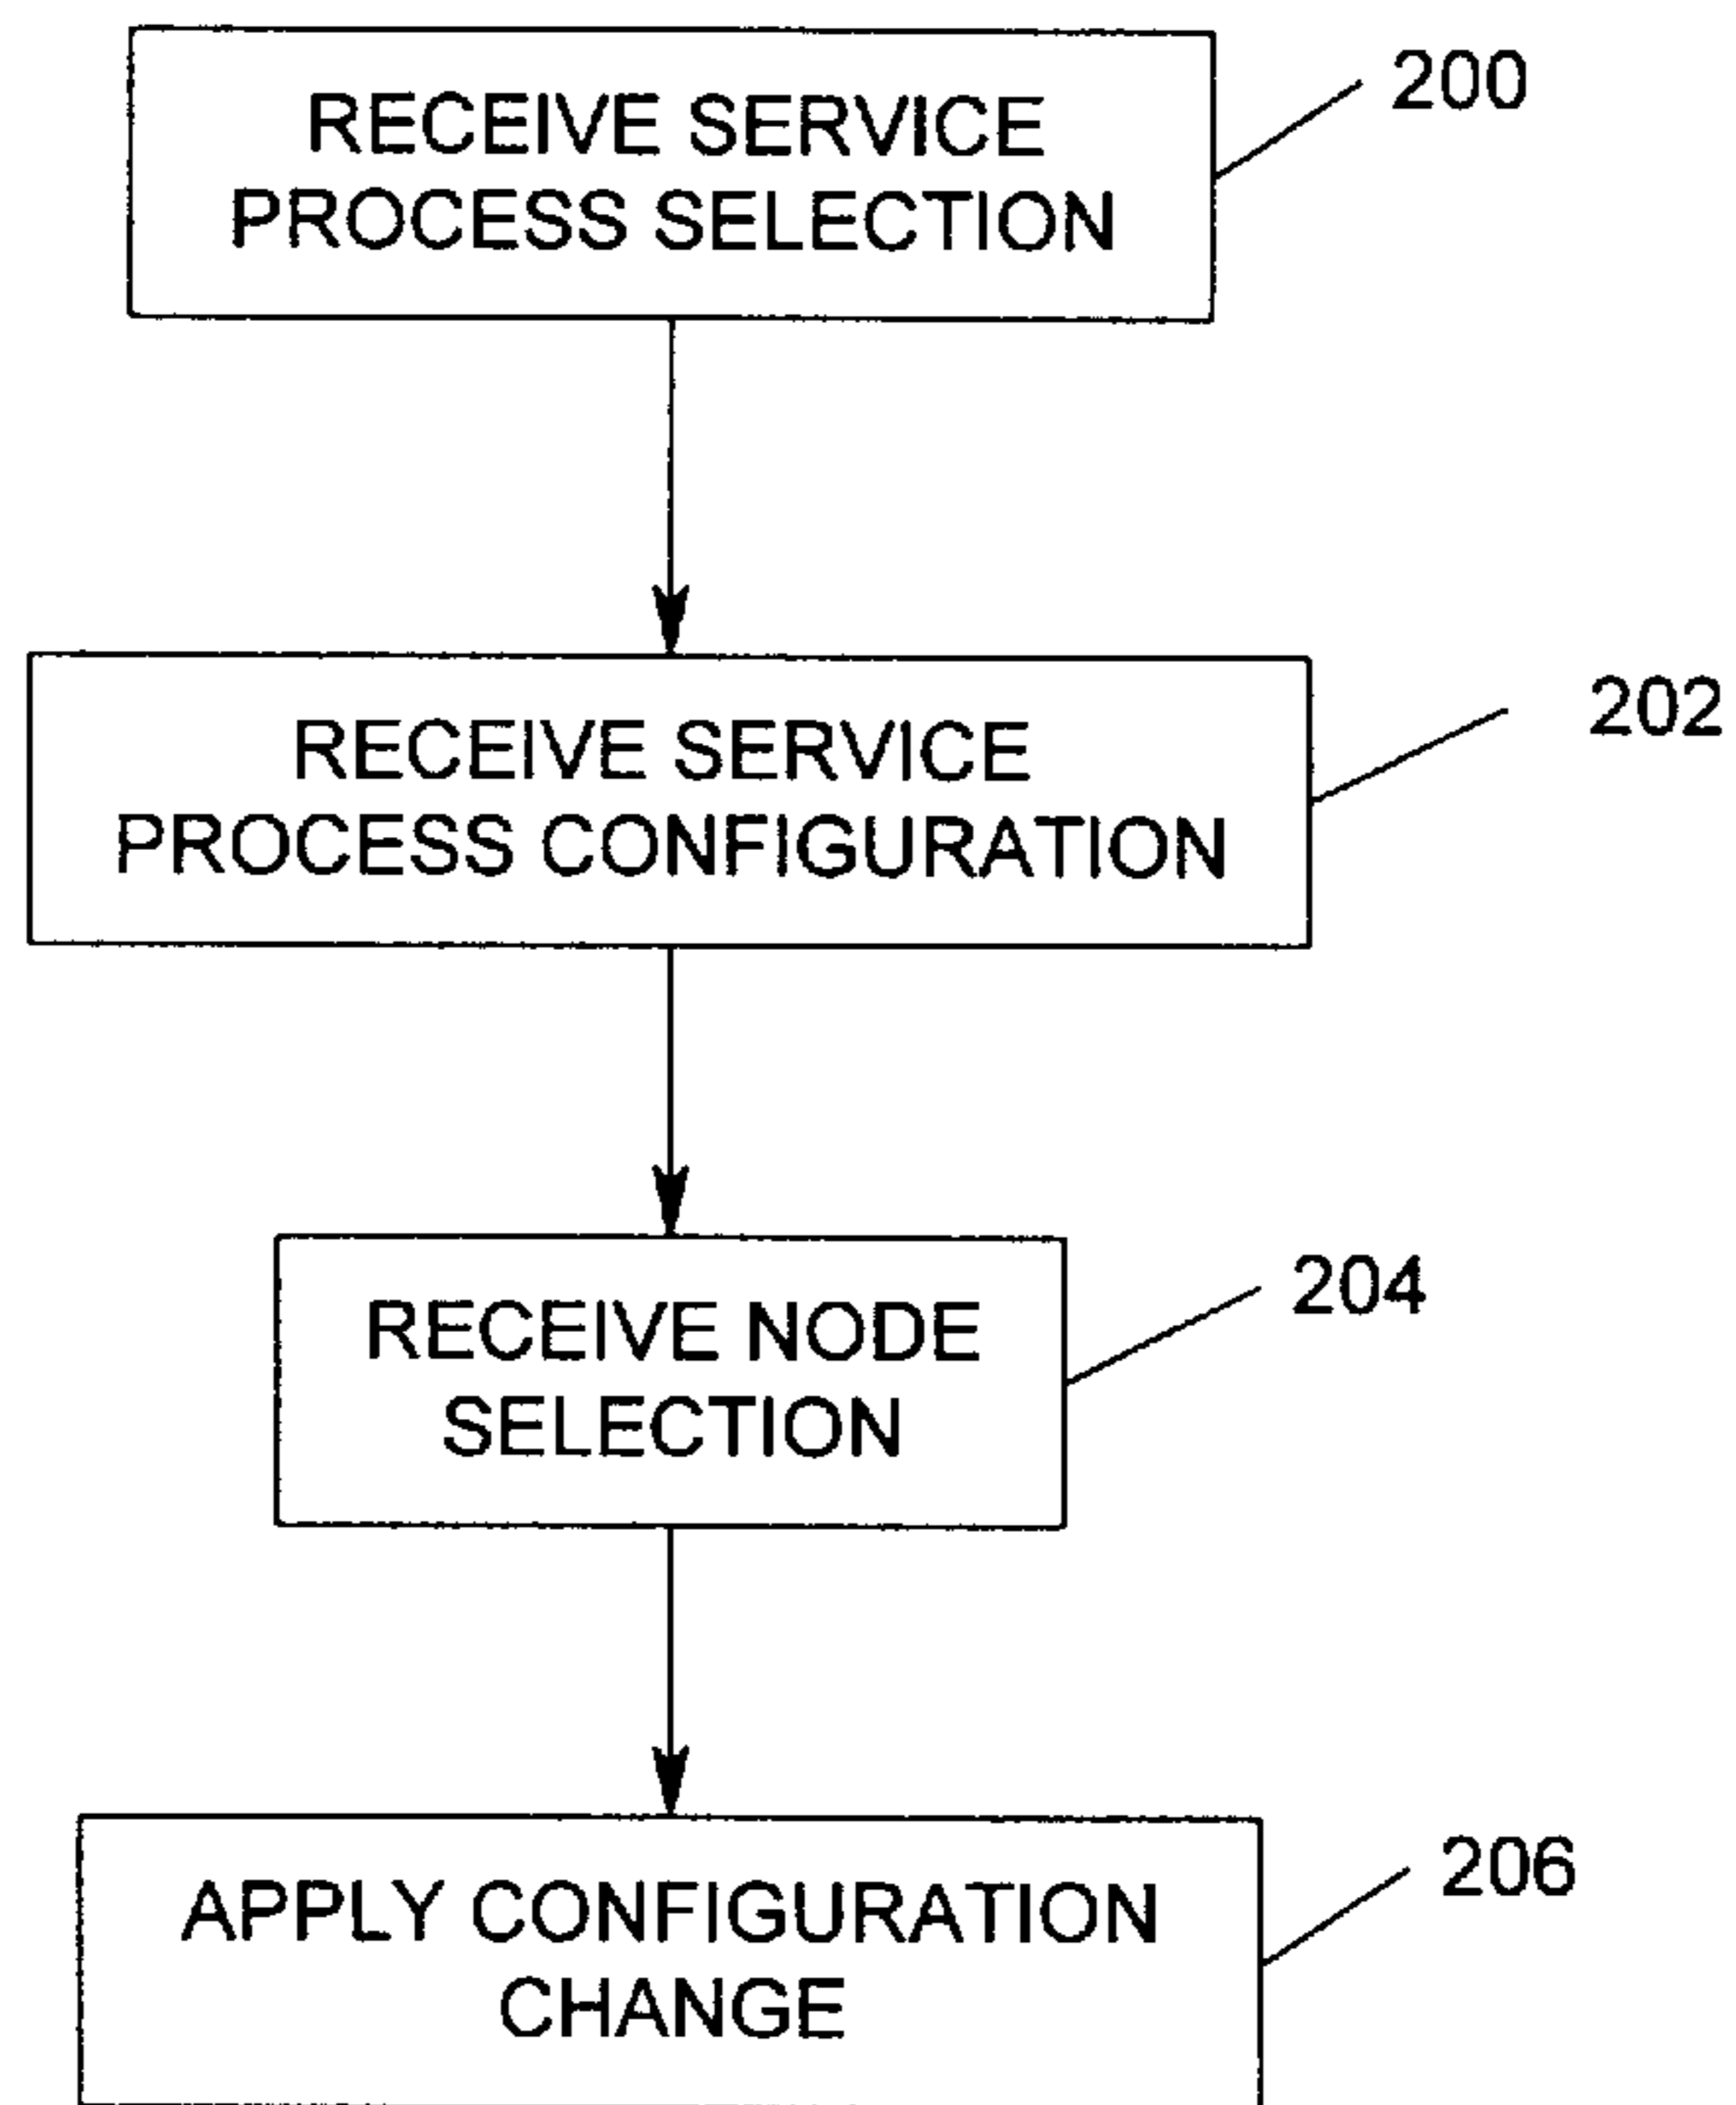 RECEIVE SERVICE
PROCESS SELECTION
200
RECEIVE SERVICE
PROCESS CONFIGURATION
202
RECEIVE NODE
SELECTION
204
APPLY CONFIGURATION
CHANGE
206